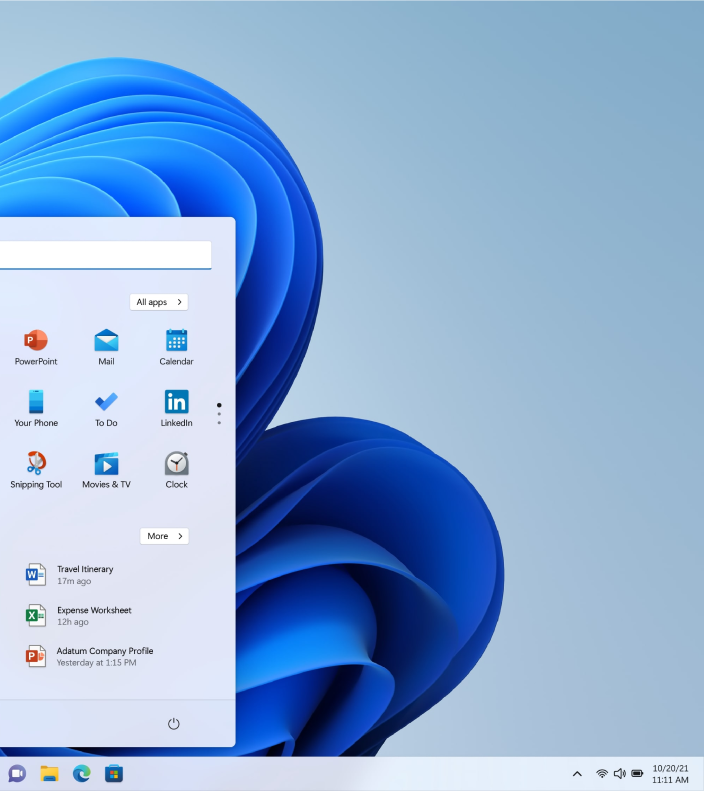 All apps
PowerPoint
Mail
Calendar
Your Phone
To Do
in
LinkedIn
Snipping Tool
Movies & TV
Clock
More
Travel Itinerary
17m ago
Expense Worksheet
12h ago
Adatum Company Profile
Yesterday at 1:15 PM
10/20/21
11:11 AM